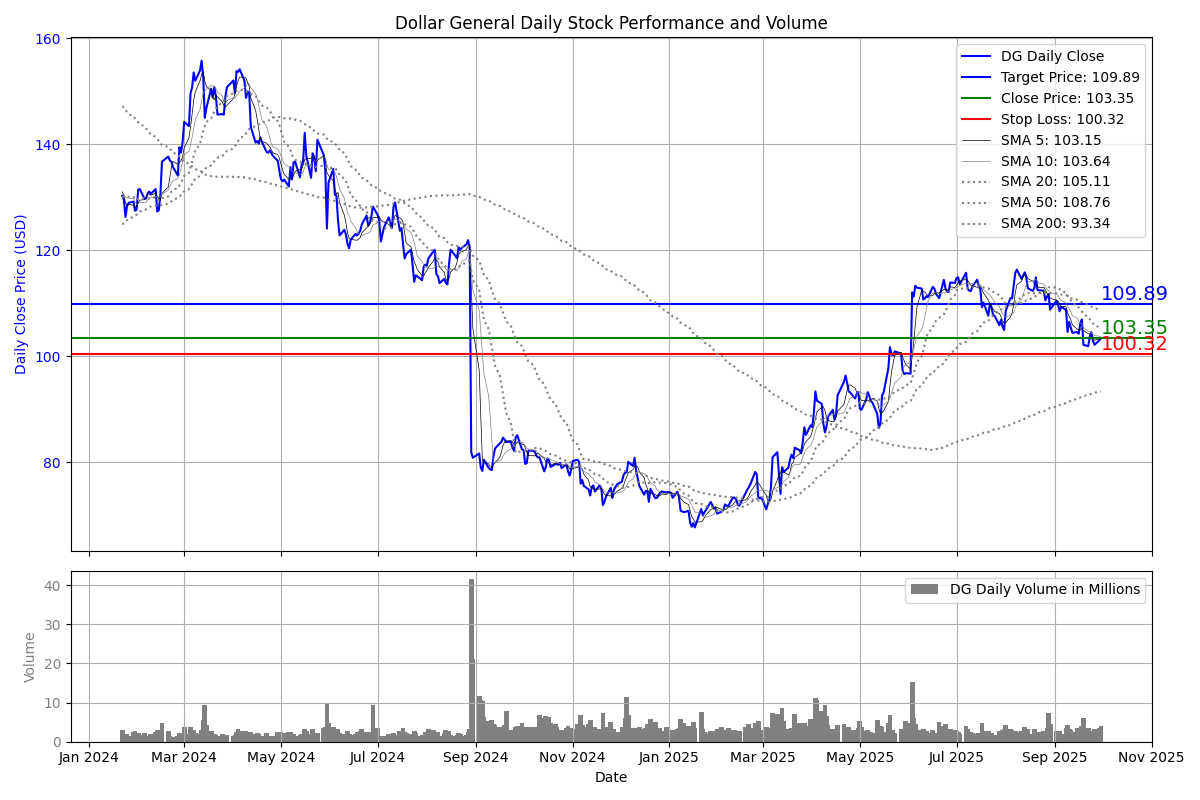 Dollar General Daily Stock Performance and Volume
160
140
120
100
80
Daily Close Price (USD)
DG Daily Close
Target Price: 109.89
Close Price: 103.35
Stop Loss: 100.32
SMA 5: 103.15
SMA 10: 103.64
SMA 20: 105.11
SMA 50: 108.76
SMA 200: 93.34
109.89
103.35
100.32
40
30
20
10
0
Volume
DG Daily Volume in Millions
Jan 2024 Mar 2024 May 2024 Jul 2024 Sep 2024 Nov 2024 Jan 2025 Mar 2025 May 2025 Jul 2025 Sep 2025 Nov 2025
Date